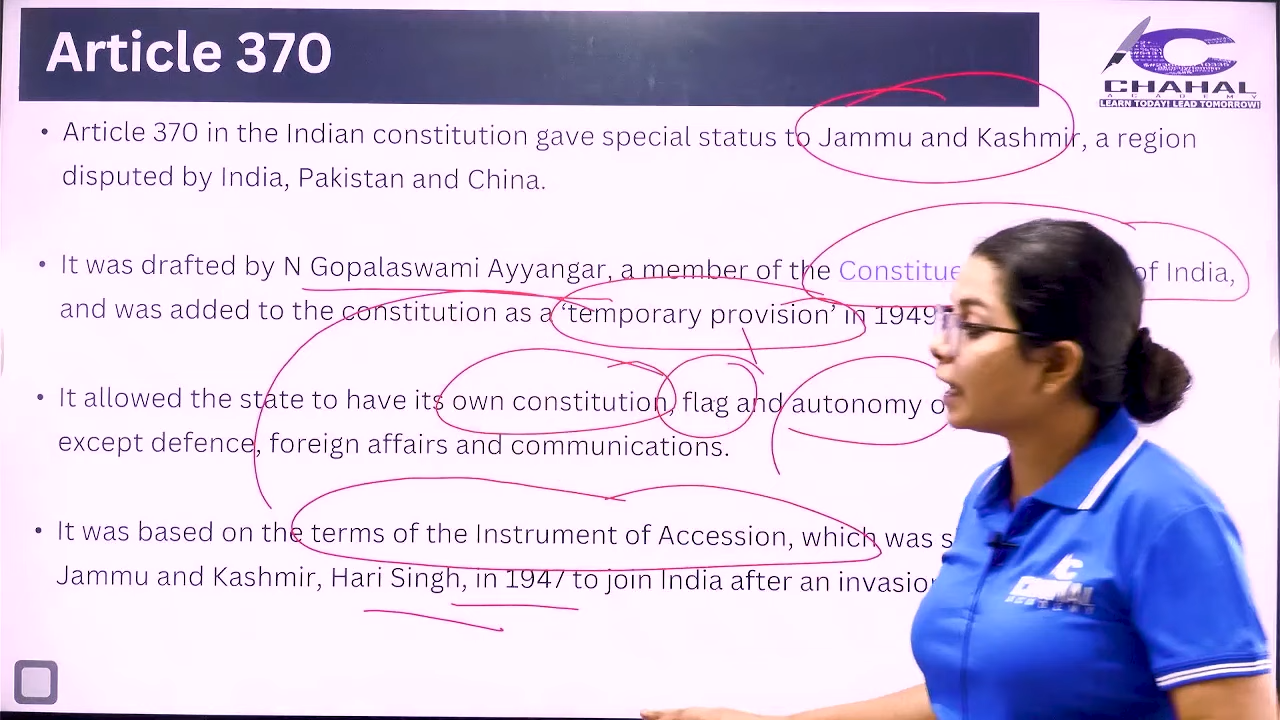 Article 370
CHAHAL
ACADEMY
LEARN TODAY! LEAD TOMORROW!
• Article 370 in the Indian constitution gave special status to Jammu and Kashmir, a region
disputed by India, Pakistan and China.
• It was drafted by N Gopalaswami Ayyangar, a member of the Constitue of India,
and was added to the constitution as a ‘temporary provision’ in 1949
• It allowed the state to have its own constitution, flag and autonomy o
except defence, foreign affairs and communications.
• It was based on the terms of the Instrument of Accession, which was s
Jammu and Kashmir, Hari Singh, in 1947 to join India after an invasio
CHAHAL
ACADEMY